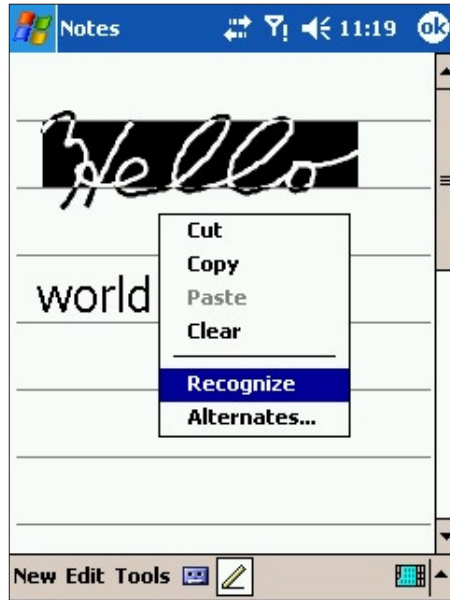 Notes 11:19 ok
Hello
Cut
Copy
world
Paste
Clear
Recognize
Alternates...
New Edit Tools